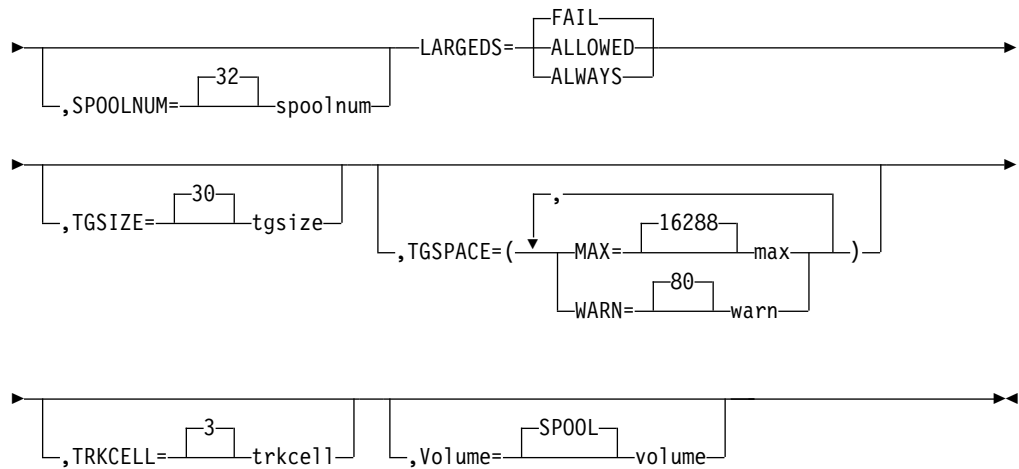 FAIL
LARGEDS= ALLOWED
ALWAYS
32
,SPOOLNUM= spoolnum
30
,TGSIZE= tgsize
,
16288
,TGSPACE=( MAX= max )
80
WARN= warn
3
,TRKCELL= trkcell
SPOOL
,Volume= volume